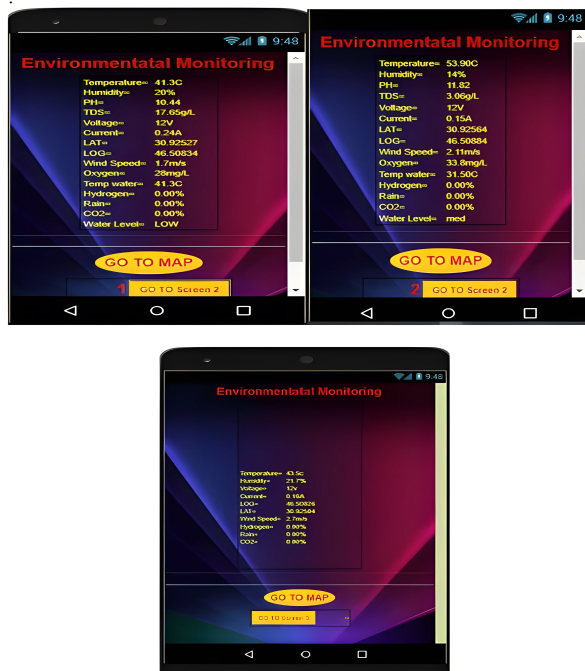 9:48
Environmentatal Monitoring
Temperature= 41.3C
Humidity= 20%
PH= 10.44
TDS= 17.65g/L
Voltage= 12V
Current= 0.24A
LAT= 30.92527
LOG= 46.50834
Wind Speed= 1.7m/s
Oxygen= 28mg/L
Temp water= 41.3C
Hydrogen= 0.00%
Rain= 0.00%
CO2= 0.00%
Water Level= LOW
GO TO MAP
1 GO TO Screen 2
9:48
Environmentatal Monitoring
Temperature= 53.90C
Humidity= 14%
PH= 11.82
TDS= 3.06g/L
Voltage= 12V
Current= 0.15A
LAT= 30.92564
LOG= 46.50884
Wind Speed= 2.11m/s
Oxygen= 33.8mg/L
Temp water= 31.50C
Hydrogen= 0.00%
Rain= 0.00%
CO2= 0.00%
Water Level= med
GO TO MAP
2 GO TO Screen 2
9:48
Environmentatal Monitoring
Temperature= 43.5c
Humidity= 21.7%
Voltage= 12v
Current= 0.16A
LOG= 46.50826
LAT= 30.92504
Wind Speed= 2.7m/s
Hydrogen= 0.00%
Rain= 0.00%
CO2= 0.00%
GO TO MAP
GO TO Screen